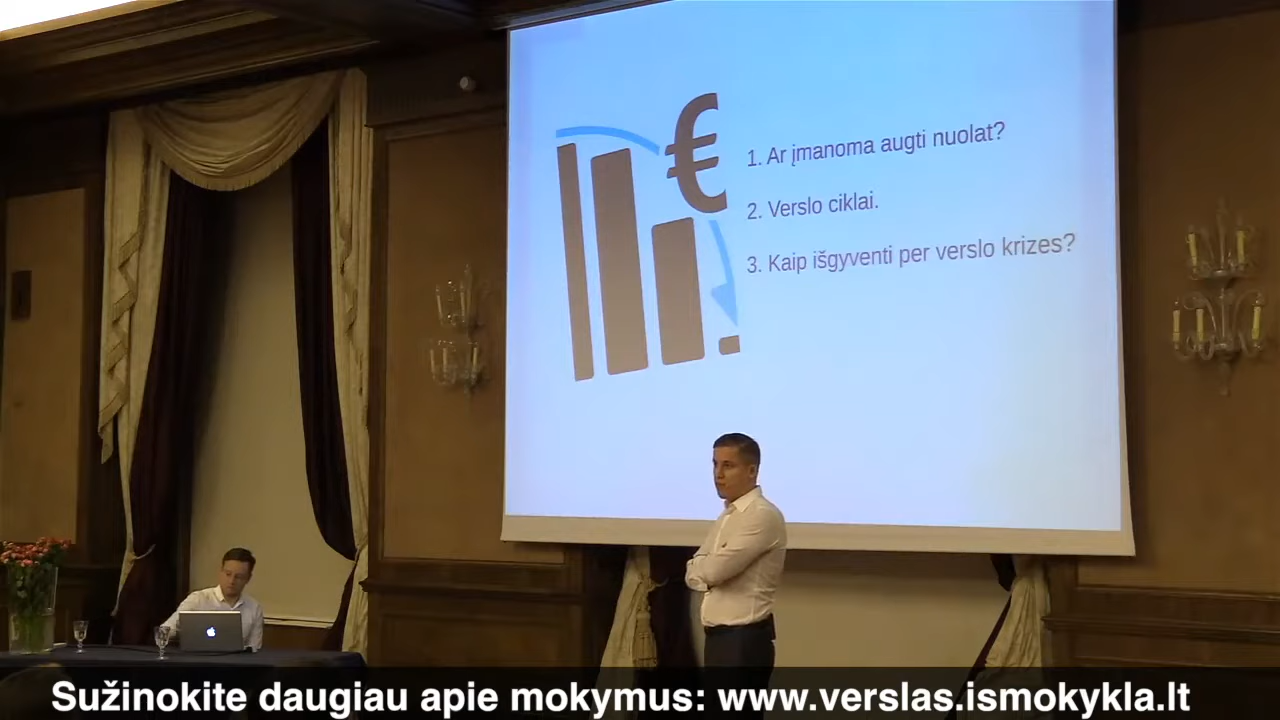 1. Ar įmanoma augti nuolat?
2. Verslo ciklai.
3. Kaip išgyventi per verslo krizes?
Sužinokite daugiau apie mokymus: www.verslas.ismokykla.lt